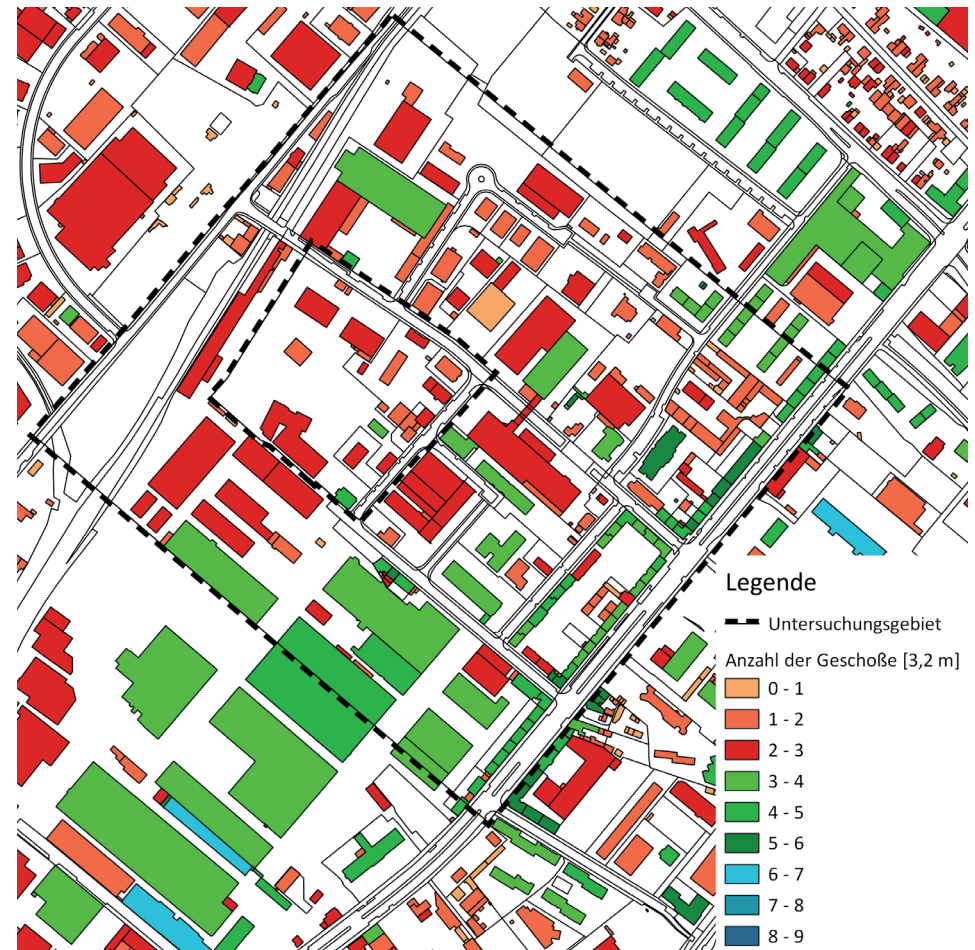 Legende
Untersuchungsgebiet
Anzahl der Geschoße [3,2 m]
0 - 1
1 - 2
2 - 3
3 - 4
4 - 5
5 - 6
6 - 7
7 - 8
8 - 9